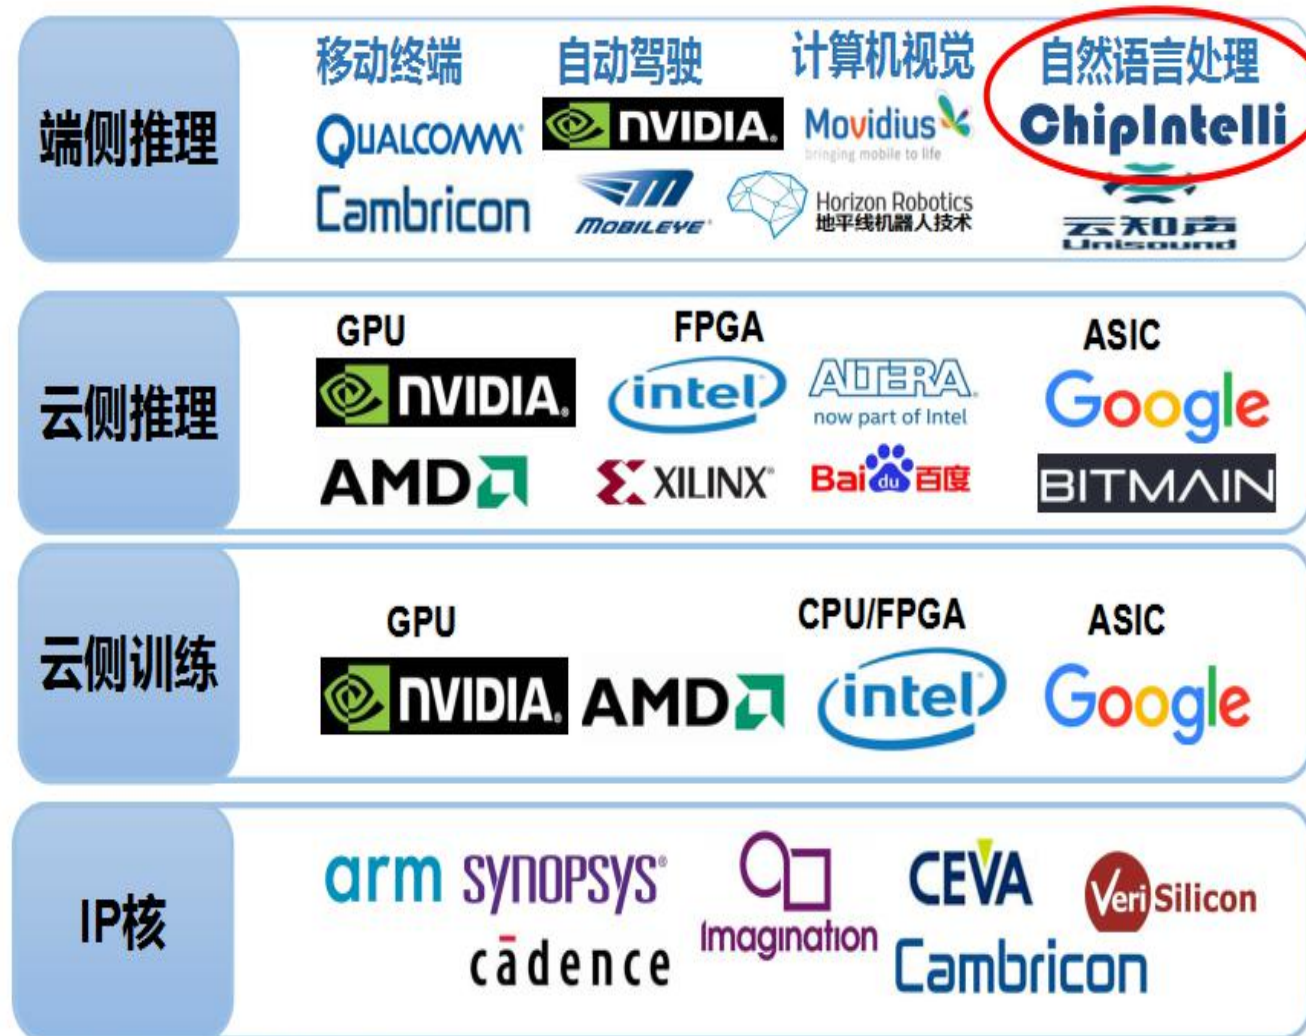 端侧推理
移动终端 自动驾驶 计算机视觉 自然语言处理
QUALCOMM® NVIDIA. Movidius ChipIntelli
bringing mobile to life
Cambricon MOBILEYE® Horizon Robotics
地平线机器人技术
云知声
Unisound
云侧推理
GPU FPGA ASIC
NVIDIA. intel ALTERA. Google
now part of Intel
AMD XILINX® Bai du 百度 BITMAIN
云侧训练
GPU CPU/FPGA ASIC
NVIDIA. AMD intel Google
IP核
arm SYNOPSYS® Imagination CEVA VeriSilicon
cādence Cambricon